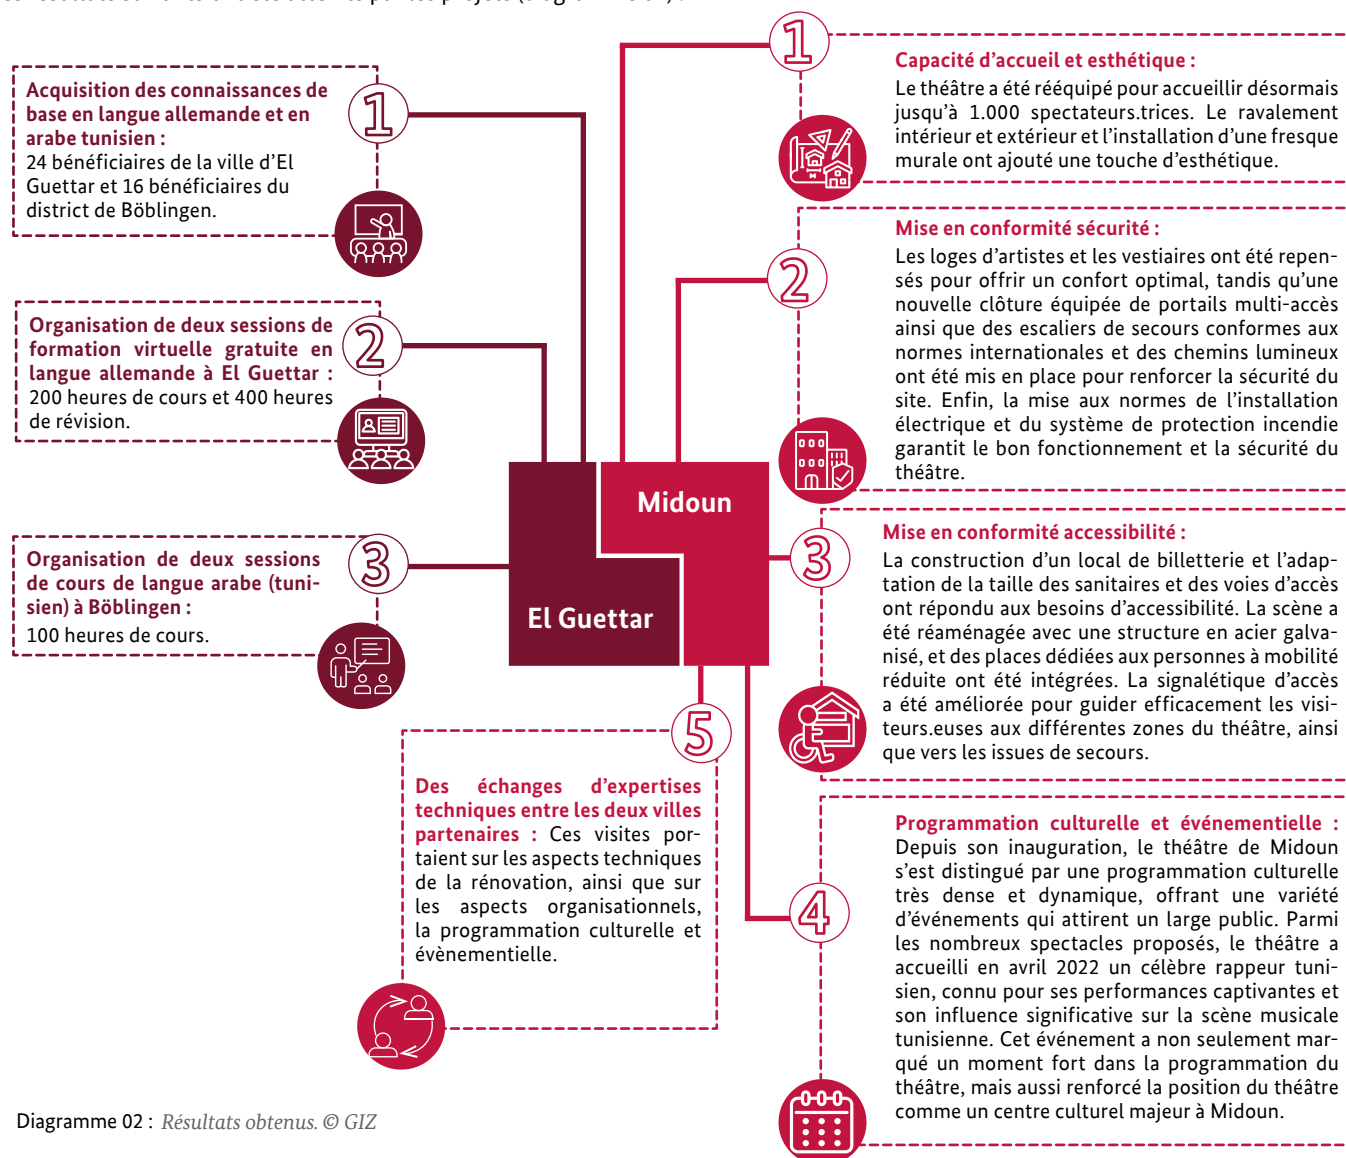 1
Acquisition des connaissances de
base en langue allemande et en
arabe tunisien :
24 bénéficiaires de la ville d'El
Guettar et 16 bénéficiaires du
district de Böblingen.
2
Organisation de deux sessions de
formation virtuelle gratuite en
langue allemande à El Guettar :
200 heures de cours et 400 heures
de révision.
3
Organisation de deux sessions
de cours de langue arabe (tuni-
sien) à Böblingen :
100 heures de cours.
El Guettar
Midoun
1
Capacité d'accueil et esthétique :
Le théâtre a été rééquipé pour accueillir désormais
jusqu'à 1.000 spectateurs.trices. Le ravalement
intérieur et extérieur et l'installation d'une fresque
murale ont ajouté une touche d'esthétique.
2
Mise en conformité sécurité :
Les loges d'artistes et les vestiaires ont été repen-
sés pour offrir un confort optimal, tandis qu'une
nouvelle clôture équipée de portails multi-accès
ainsi que des escaliers de secours conformes aux
normes internationales et des chemins lumineux
ont été mis en place pour renforcer la sécurité du
site. Enfin, la mise aux normes de l'installation
électrique et du système de protection incendie
garantit le bon fonctionnement et la sécurité du
théâtre.
3
Mise en conformité accessibilité :
La construction d'un local de billetterie et l'adap-
tation de la taille des sanitaires et des voies d'accès
ont répondu aux besoins d'accessibilité. La scène a
été réaménagée avec une structure en acier galva-
nisé, et des places dédiées aux personnes à mobilité
réduite ont été intégrées. La signalétique d'accès
a été améliorée pour guider efficacement les visi-
teurs.euses aux différentes zones du théâtre, ainsi
que vers les issues de secours.
4
Programmation culturelle et événementielle :
Depuis son inauguration, le théâtre de Midoun
s'est distingué par une programmation culturelle
très dense et dynamique, offrant une variété
d'événements qui attirent un large public. Parmi
les nombreux spectacles proposés, le théâtre a
accueilli en avril 2022 un célèbre rappeur tuni-
sien, connu pour ses performances captivantes et
son influence significative sur la scène musicale
tunisienne. Cet événement a non seulement mar-
qué un moment fort dans la programmation du
théâtre, mais aussi renforcé la position du théâtre
comme un centre culturel majeur à Midoun.
5
Des échanges d'expertises
techniques entre les deux villes
partenaires : Ces visites por-
taient sur les aspects techniques
de la rénovation, ainsi que sur
les aspects organisationnels,
la programmation culturelle et
évènementielle.
Diagramme 02 : Résultats obtenus. © GIZ